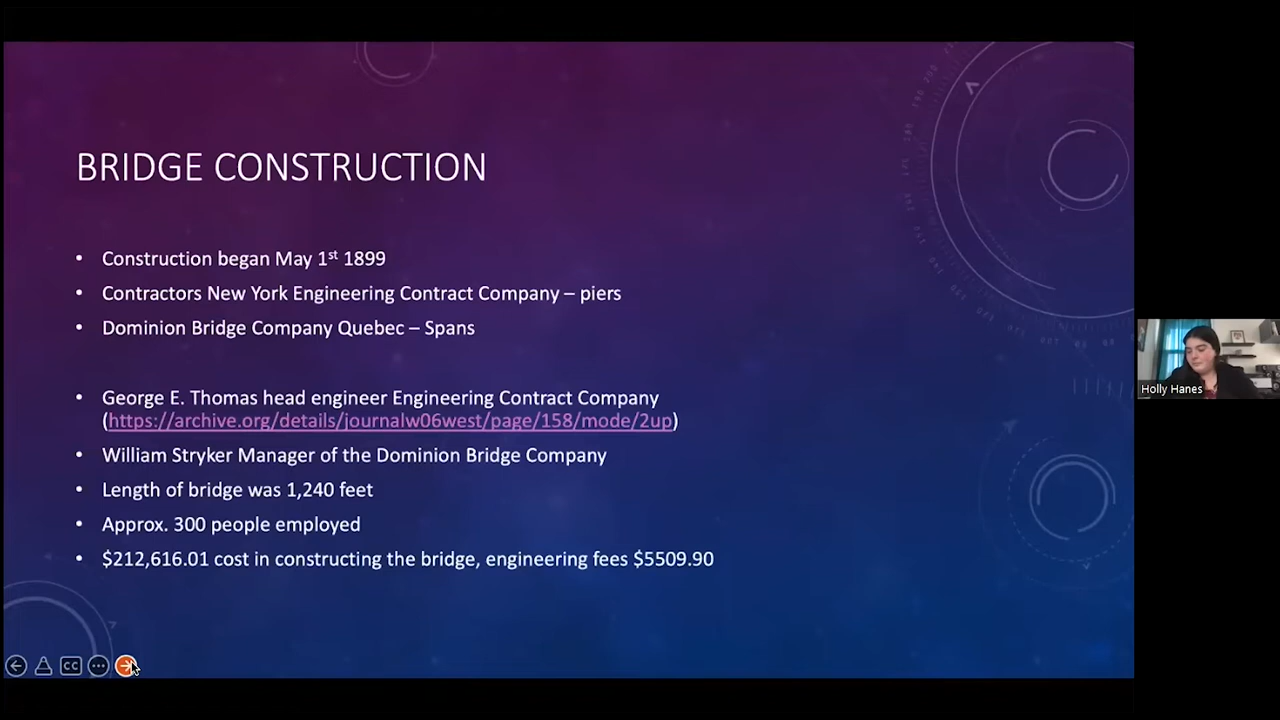 BRIDGE CONSTRUCTION
• Construction began May 1st 1899
• Contractors New York Engineering Contract Company – piers
• Dominion Bridge Company Quebec – Spans
• George E. Thomas head engineer Engineering Contract Company
(https://archive.org/details/journalw06west/page/158/mode/2up)
• William Stryker Manager of the Dominion Bridge Company
• Length of bridge was 1,240 feet
• Approx. 300 people employed
• $212,616.01 cost in constructing the bridge, engineering fees $5509.90
Holly Hanes
CC